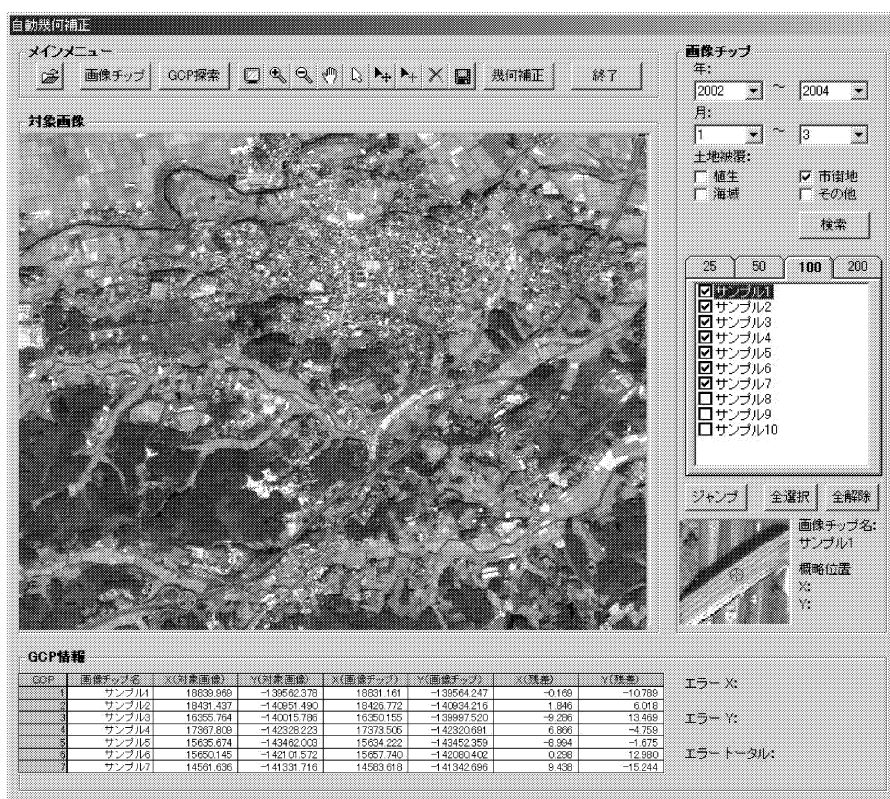 自動幾何補正
メインメニュー
画像チップ GCP探索 幾何補正 終了
対象画像
画像チップ
年:
2002 ～ 2004
月:
1 ～ 3
土地被覆:
植生 市街地
海域 その他
検索
25 50 100 200
サンプル1
サンプル2
サンプル3
サンプル4
サンプル5
サンプル6
サンプル7
サンプル8
サンプル9
サンプル10
ジャンプ 全選択 全解除
画像チップ名:
サンプル1
概略位置
X:
Y:
GCP情報
GCP 画像チップ名 X(対象画像) Y(対象画像) X(画像チップ) Y(画像チップ) X(残差) Y(残差)
1 サンプル1 18839.969 -139562.378 18831.161 -139564.247 -0.169 -10.789
2 サンプル2 18431.437 -140951.490 18426.772 -140934.216 1.846 6.018
3 サンプル3 16355.764 -140015.786 16350.155 -139997.520 -9.286 13.469
4 サンプル4 17367.809 -142328.223 17373.505 -142320.691 6.866 -4.759
5 サンプル5 15635.674 -143462.003 15634.222 -143452.359 -8.994 -1.675
6 サンプル6 15650.145 -142101.572 15657.740 -142080.402 0.298 12.980
7 サンプル7 14561.636 -141331.716 14583.618 -141342.696 9.438 -15.244
エラー X:
エラー Y:
エラートータル: